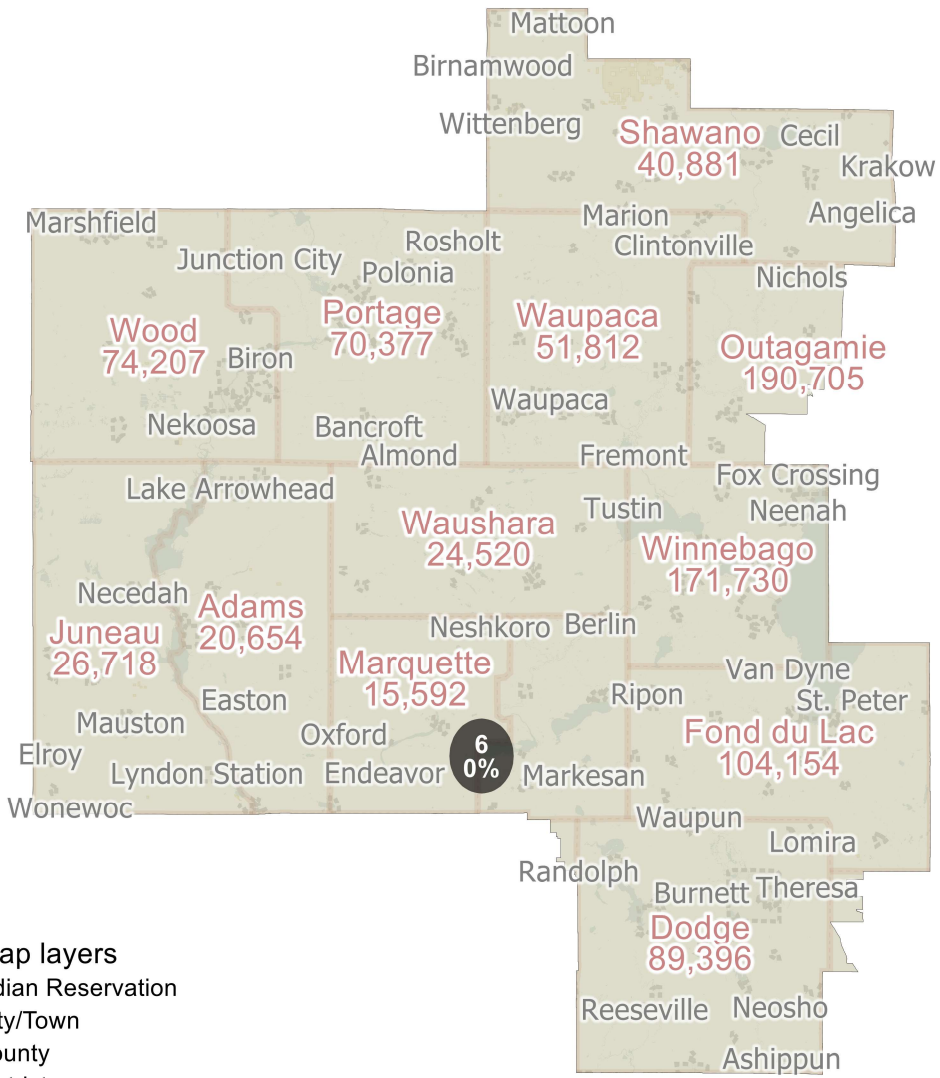 Mattoon
Birnamwood
Wittenberg
Shawano
40,881
Cecil
Krakow
Angelica
Marshfield
Marion
Clintonville
Rosholt
Junction City
Polonia
Nichols
Portage
70,377
Waupaca
51,812
Wood
74,207
Biron
Outagamie
190,705
Waupaca
Nekoosa
Bancroft
Almond
Fremont
Fox Crossing
Lake Arrowhead
Tustin
Neenah
Waushara
24,520
Winnebago
171,730
Necedah
Adams
20,654
Juneau
26,718
Neshkoro
Berlin
Marquette
15,592
Van Dyne
Ripon
St. Peter
Easton
Mauston
Oxford
Fond du Lac
104,154
6
0%
Elroy
Lyndon Station
Endeavor
Markesan
Wonewoc
Waupun
Lomira
Randolph
Burnett
Theresa
Dodge
89,396
ap layers
dian Reservation
ty/Town
ounty
Reeseville
Neosho
Ashippun